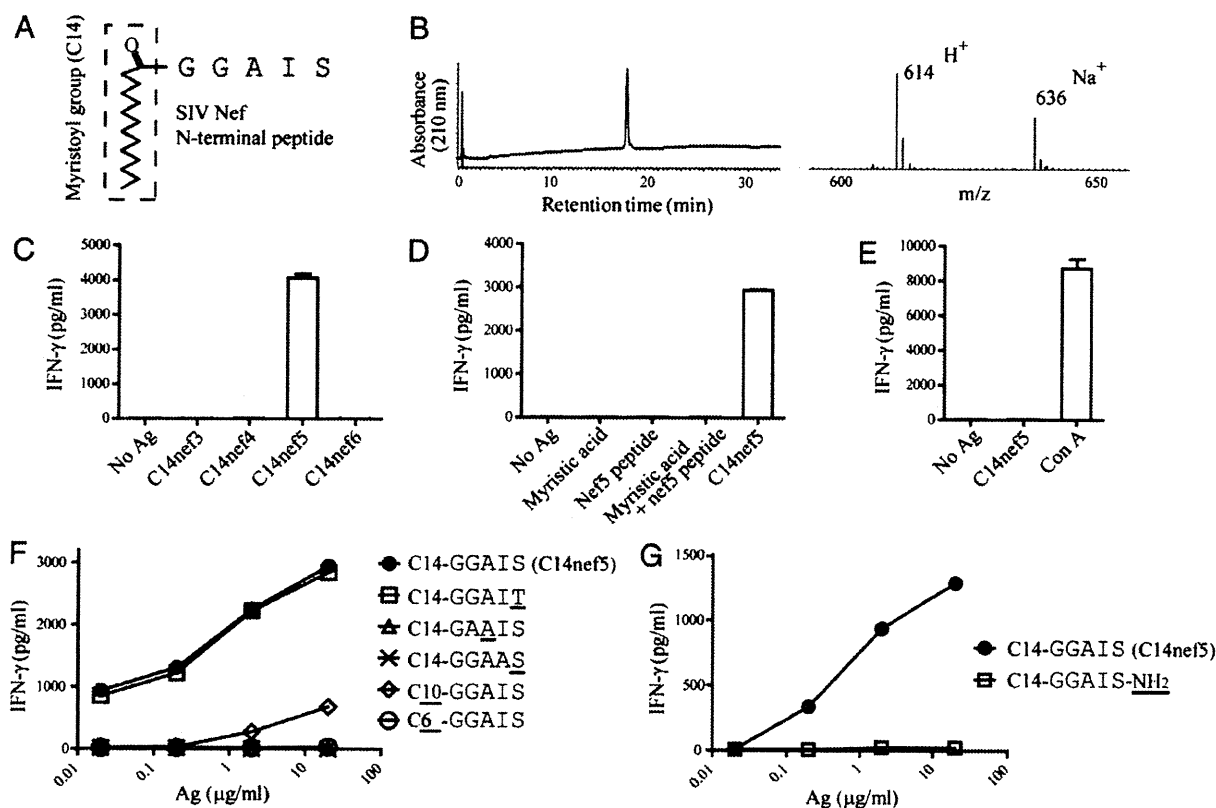 A
Myristoyl group (C14)
O
G G A I S
SIV Nef
N-terminal peptide
B
Absorbance
(210 nm)
0 10 20 30
Retention time (min)
614 H+
636 Na+
600 650
m/z
C
IFN-γ (pg/ml)
5000
4000
3000
2000
1000
0
No Ag
C14nef3
C14nef4
C14nef5
C14nef6
D
IFN-γ (pg/ml)
4000
3000
2000
1000
0
No Ag
Myristic acid
Nef5 peptide
Myristic acid
+ nef5 peptide
C14nef5
E
IFN-γ (pg/ml)
10000
8000
6000
4000
2000
0
No Ag
C14nef5
Con A
F
IFN-γ (pg/ml)
3000
2000
1000
0
0.01 0.1 1 10 100
Ag (μg/ml)
C14-GGAIS (C14nef5)
C14-GGAIT
C14-GAAIS
C14-GGAAS
C10-GGAIS
C6-GGAIS
G
IFN-γ (pg/ml)
1500
1000
500
0
0.01 0.1 1 10 100
Ag (μg/ml)
C14-GGAIS (C14nef5)
C14-GGAIS-NH2